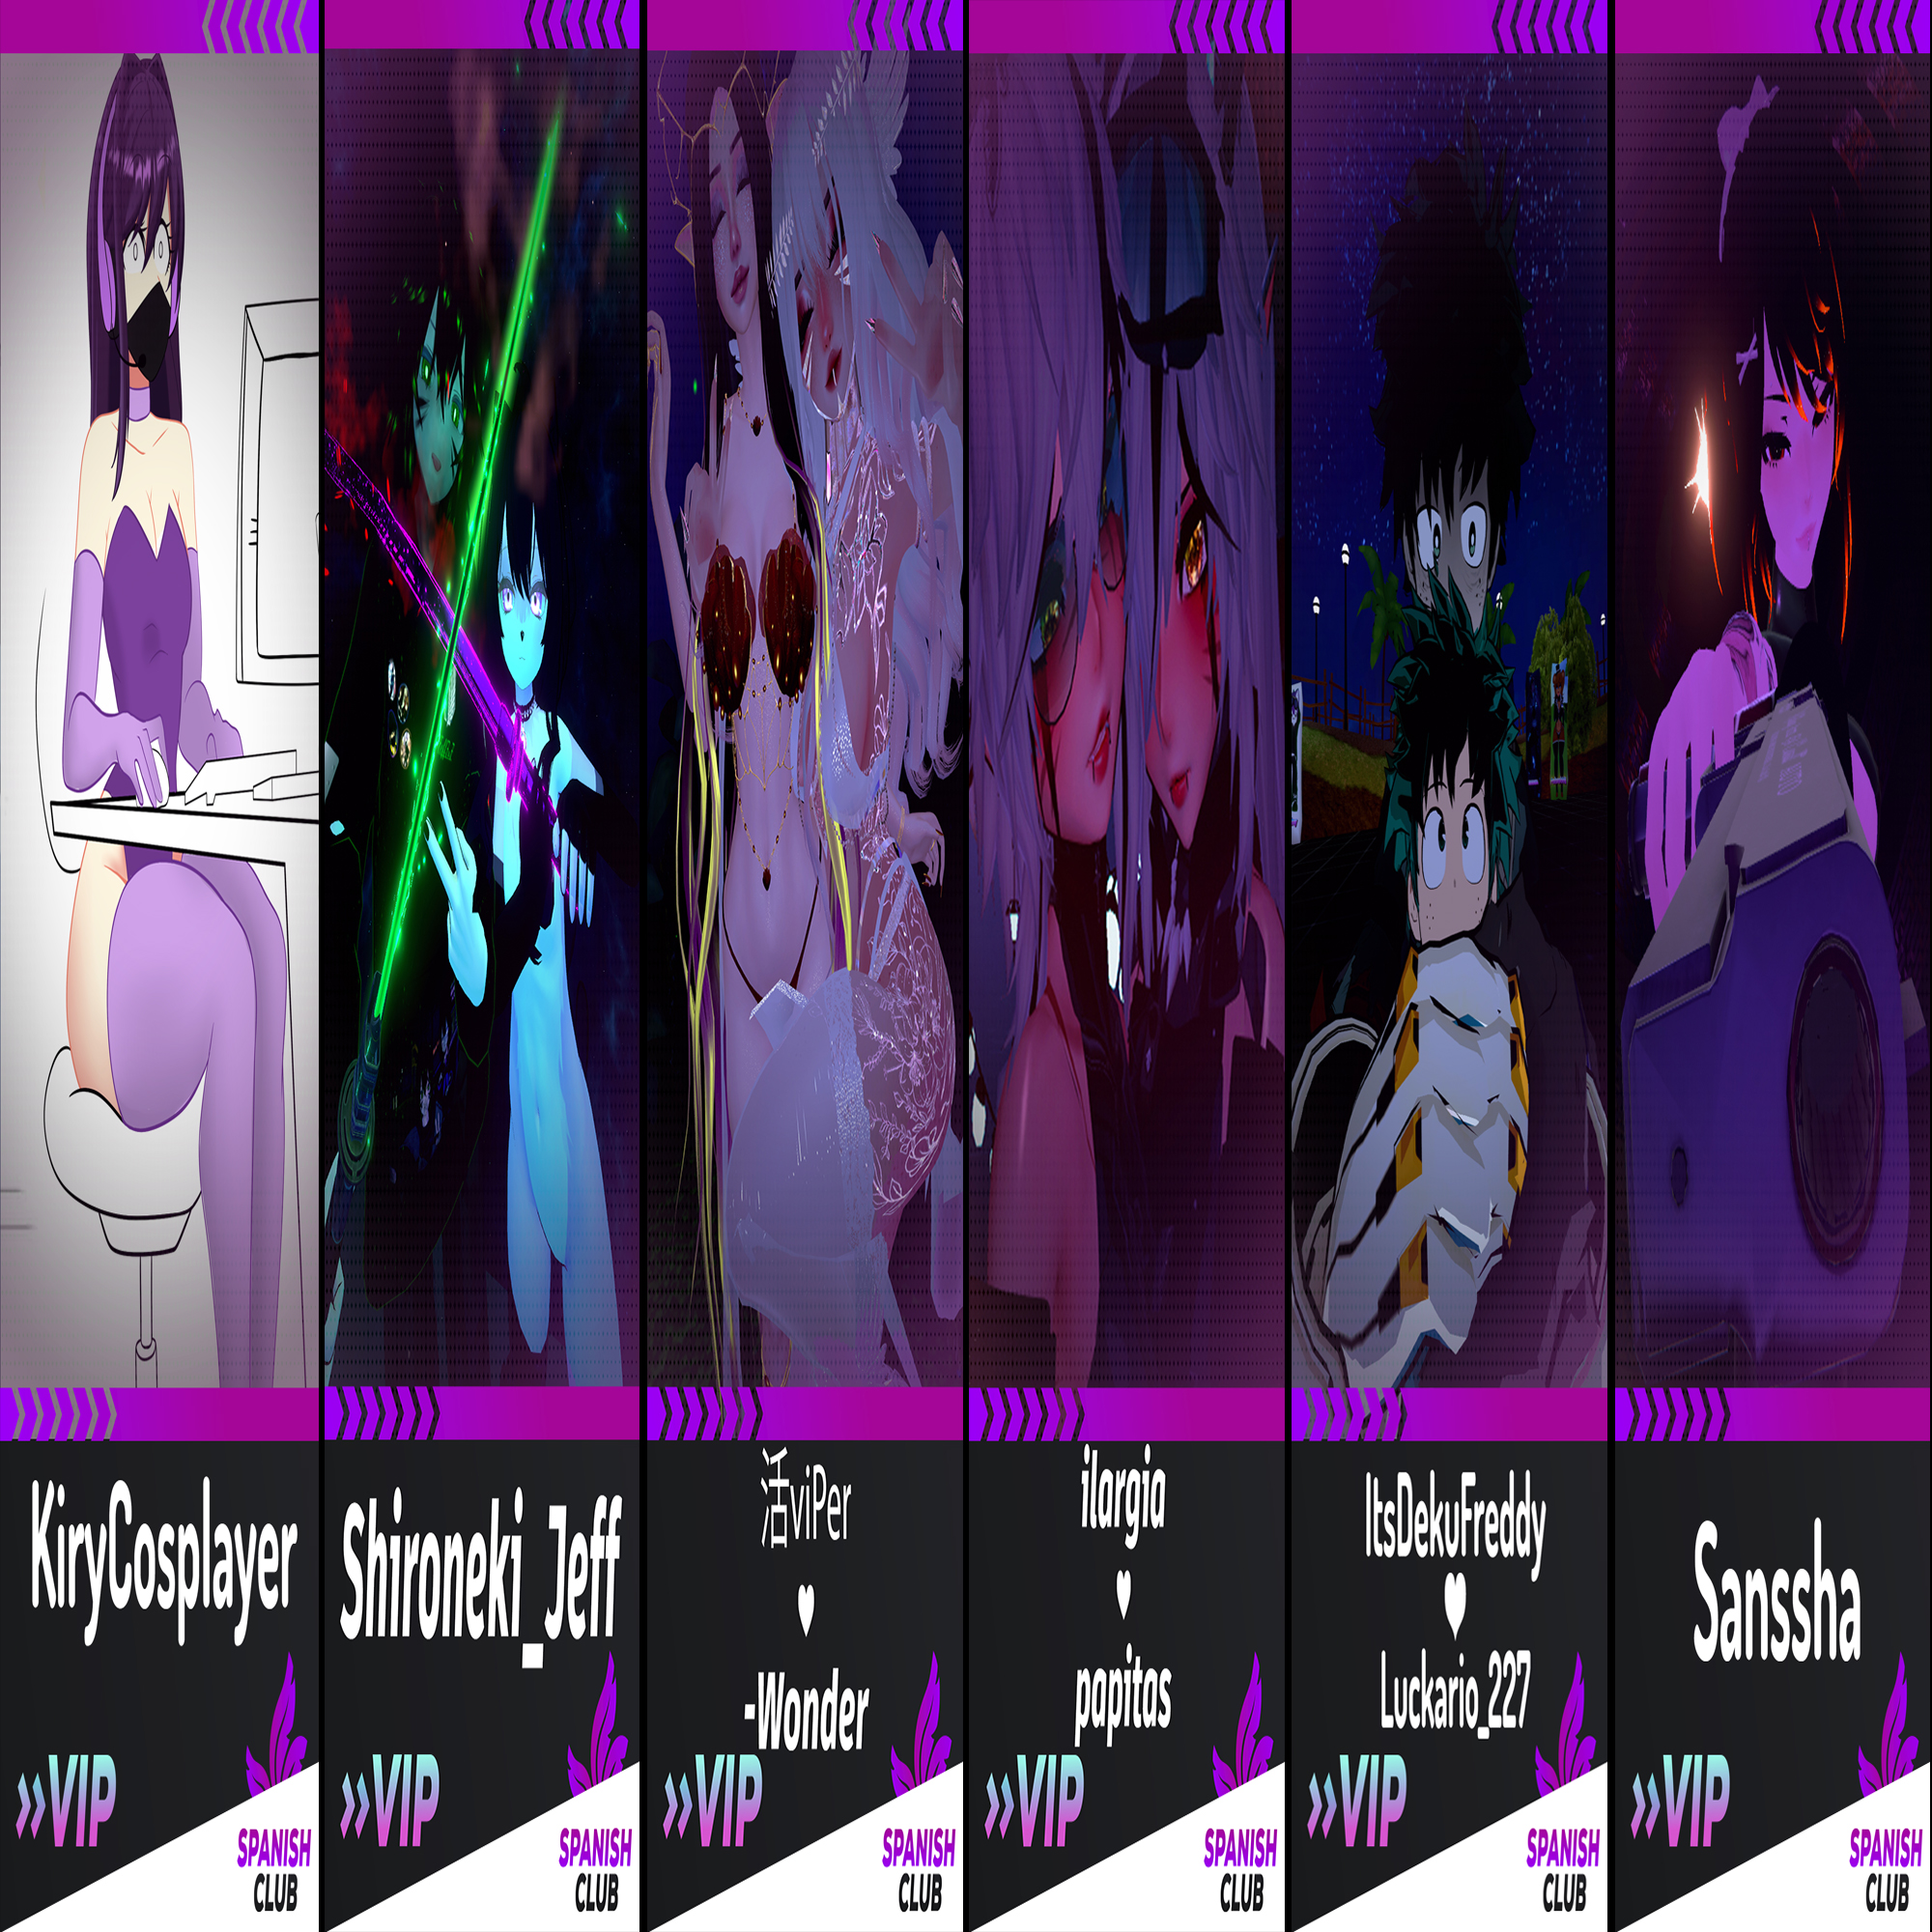 KiryCosplayer
VIP
SPANISH
CLUB
Shironeki_Jeff
VIP
SPANISH
CLUB
活viPer
♥
-Wonder
VIP
SPANISH
CLUB
ilargia
♥
papitas
VIP
SPANISH
CLUB
ItsDekuFreddy
♥
Luckario_227
VIP
SPANISH
CLUB
Sanssha
VIP
SPANISH
CLUB